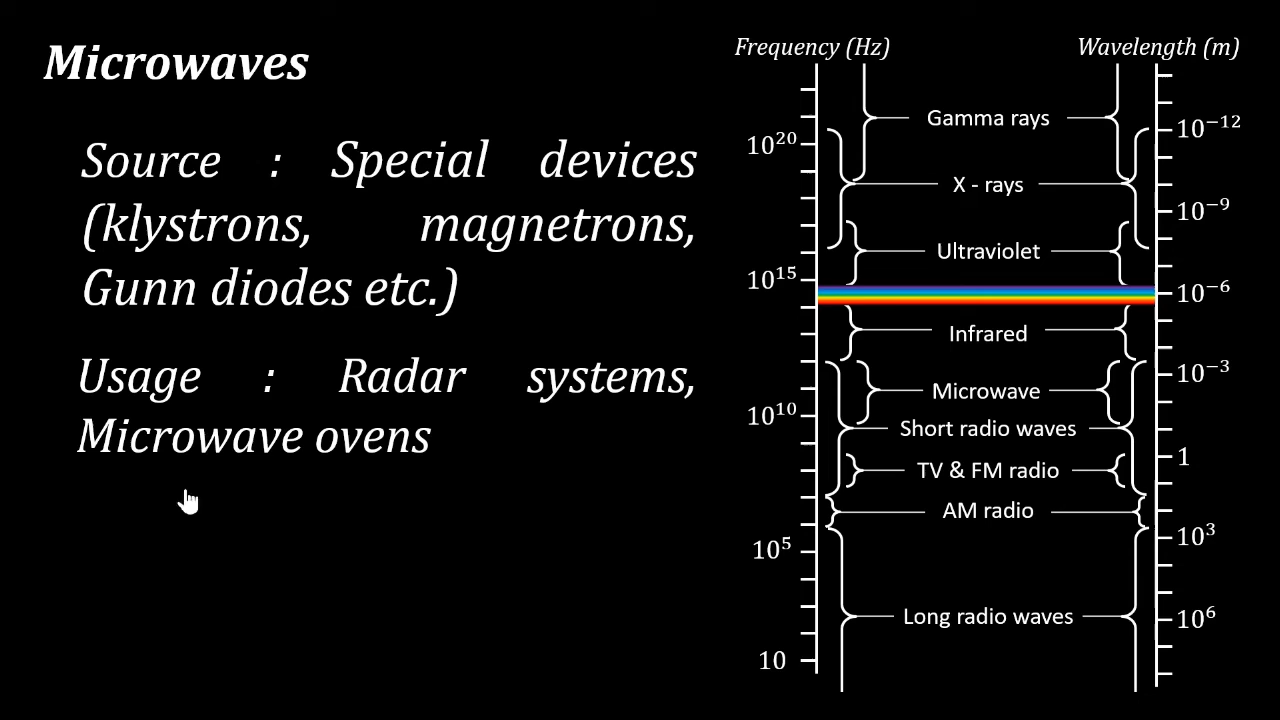 Microwaves
Source : Special devices
(klystrons, magnetrons,
Gunn diodes etc.)
Usage : Radar systems,
Microwave ovens
Frequency (Hz)
Wavelength (m)
Gamma rays
10²⁰
10⁻¹²
X - rays
10⁻⁹
Ultraviolet
10¹⁵
10⁻⁶
Infrared
10⁻³
Microwave
10¹⁰
Short radio waves
1
TV & FM radio
AM radio
10³
10⁵
Long radio waves
10⁶
10